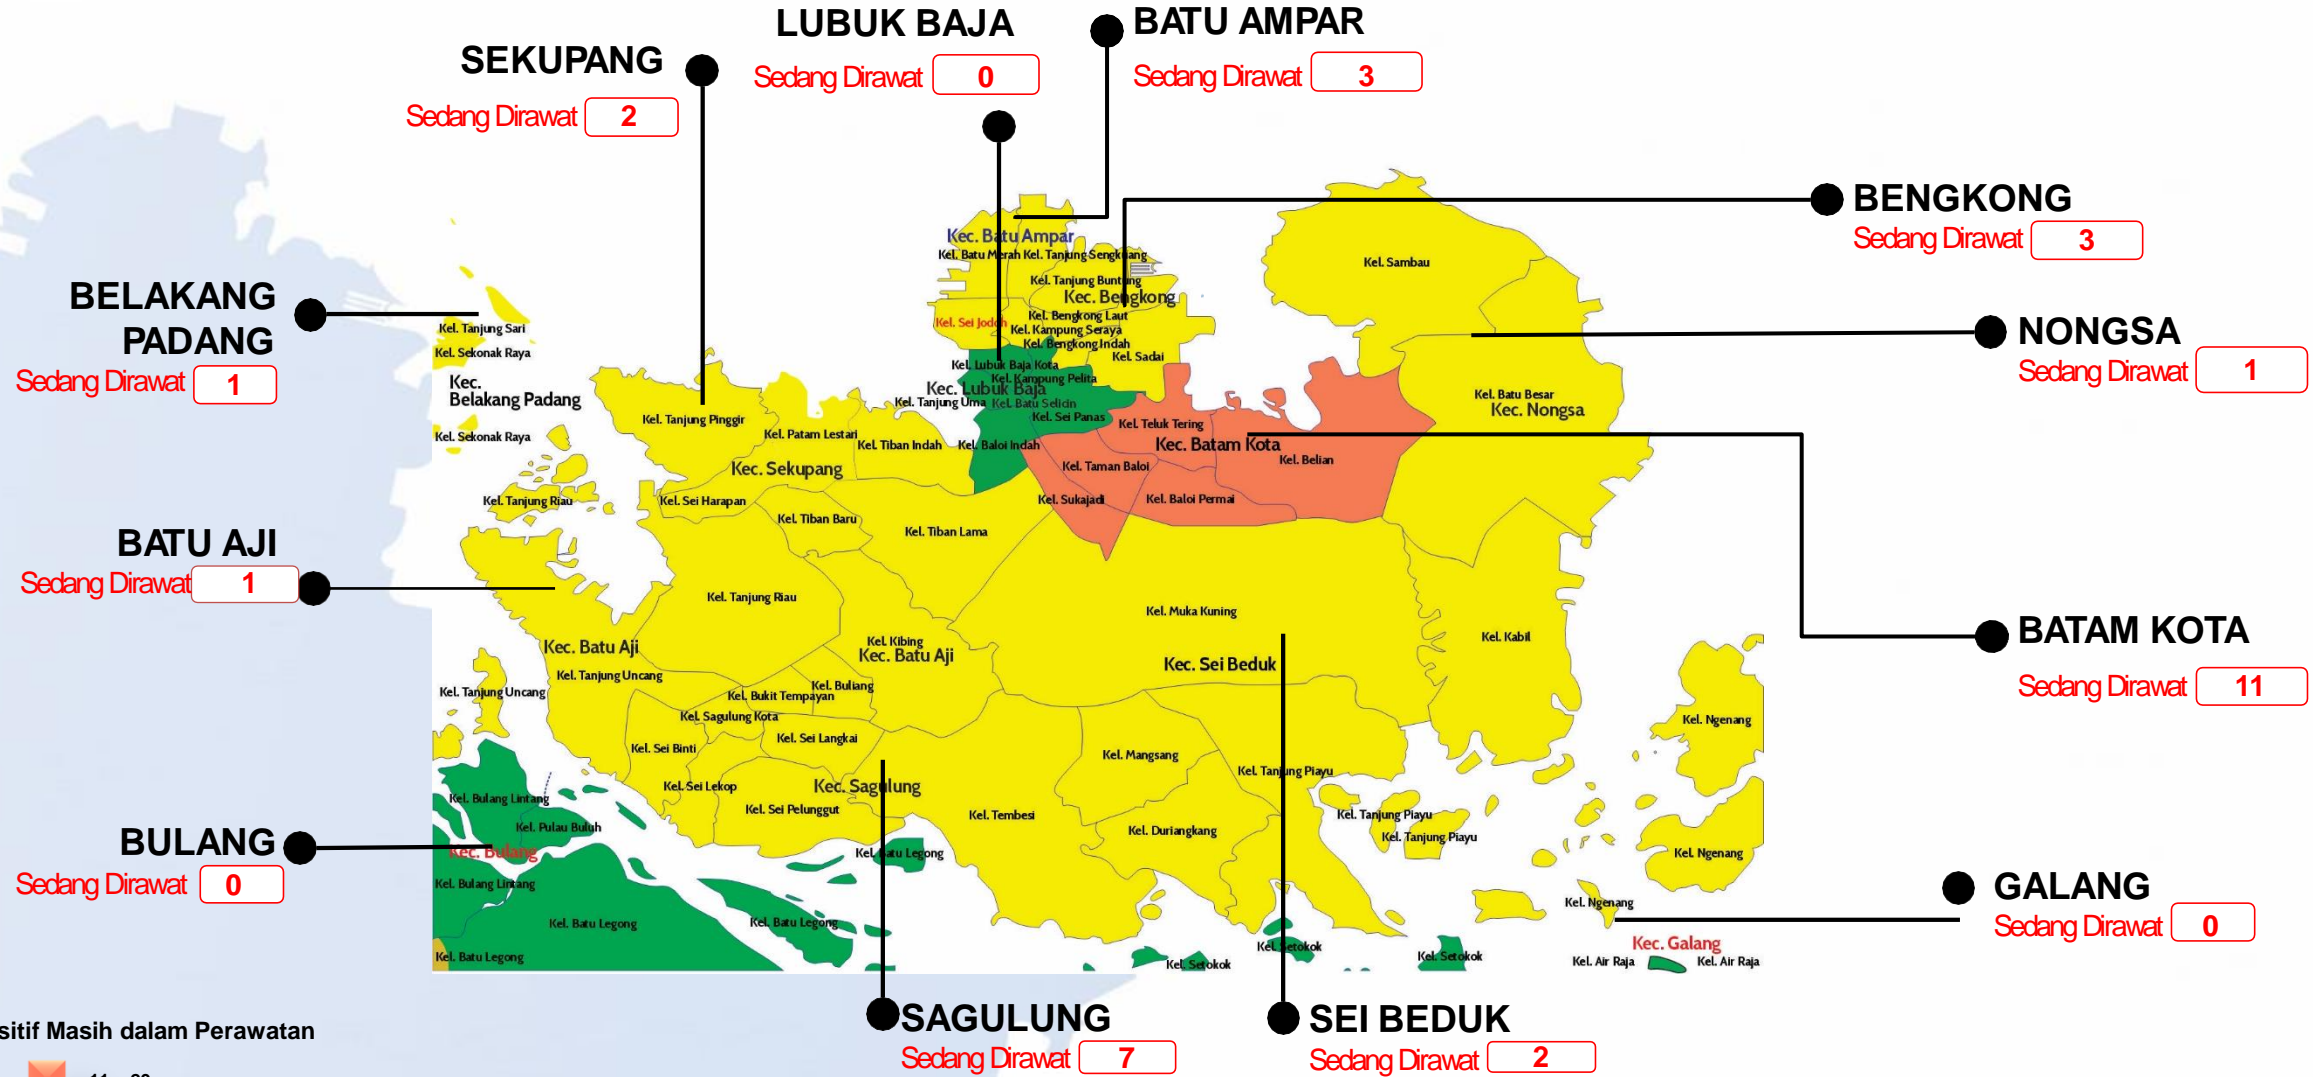 LUBUK BAJA
Sedang Dirawat 0
BATU AMPAR
Sedang Dirawat 3
SEKUPANG
Sedang Dirawat 2
BENGKONG
Sedang Dirawat 3
BELAKANG
PADANG
Sedang Dirawat 1
NONGSA
Sedang Dirawat 1
BATU AJI
Sedang Dirawat 1
BATAM KOTA
Sedang Dirawat 11
BULANG
Sedang Dirawat 0
GALANG
Sedang Dirawat 0
SAGULUNG
Sedang Dirawat 7
SEI BEDUK
Sedang Dirawat 2
Kec. Batu Ampar
Kel. Batu Merah Kel. Tanjung Sengkuang
Kel. Tanjung Buntung
Kec. Bengkong
Kel. Sei Jodoh
Kel. Bengkong Laut
Kel. Kampung Seraya
Kel. Bengkong Indah
Kel. Sadai
Kel. Lubuk Baja Kota
Kel. Kampung Pelita
Kec. Lubuk Baja
Kel. Tanjung Uma Kel. Batu Selicin
Kel. Sei Panas
Kel. Baloi Indah
Kel. Sambau
Kel. Batu Besar
Kec. Nongsa
Kel. Teluk Tering
Kec. Batam Kota
Kel. Belian
Kel. Taman Baloi
Kel. Sukajadi
Kel. Baloi Permai
Kel. Tanjung Sari
Kel. Sekonak Raya
Kec.
Belakang Padang
Kel. Sekonak Raya
Kel. Tanjung Riau
Kel. Tanjung Pinggir
Kel. Patam Lestari
Kel. Tiban Indah
Kec. Sekupang
Kel. Sei Harapan
Kel. Tiban Baru
Kel. Tiban Lama
Kel. Tanjung Riau
Kel. Muka Kuning
Kel. Kabil
Kec. Batu Aji
Kel. Kibing
Kec. Batu Aji
Kec. Sei Beduk
Kel. Tanjung Uncang
Kel. Tanjung Uncang
Kel. Bukit Tempayan
Kel. Buliang
Kel. Sagulung Kota
Kel. Sei Binti
Kel. Sei Langkai
Kel. Sei Lekop
Kec. Sagulung
Kel. Sei Pelunggut
Kel. Tembesi
Kel. Mangsang
Kel. Tanjung Piayu
Kel. Duriangkang
Kel. Tanjung Piayu
Kel. Tanjung Piayu
Kel. Ngenang
Kel. Ngenang
Kel. Ngenang
Kel. Bulang Lintang
Kel. Pulau Buluh
Kec. Bulang
Kel. Bulang Lintang
Kel. Batu Legong
Kel. Batu Legong
Kel. Batu Legong
Kel. Batu Legong
Kel. Setokok
Kel. Setokok
Kel. Setokok
Kec. Galang
Kel. Air Raja
Kel. Air Raja
sitif Masih dalam Perawatan